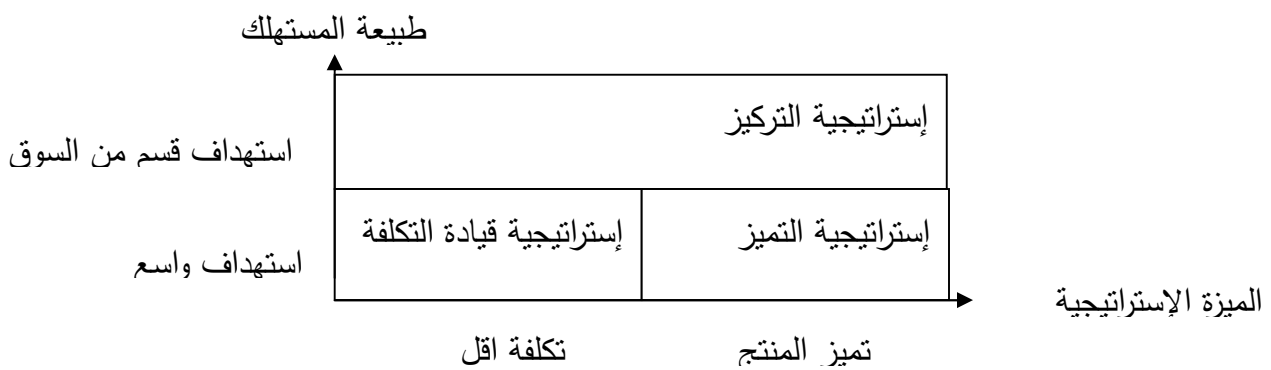 طبيعة المستهلك
إستراتيجية التركيز
استهداف قسم من السوق
إستراتيجية التميز
إستراتيجية قيادة التكلفة
استهداف واسع
الميزة الإستراتيجية
تميز المنتج
تكلفة اقل